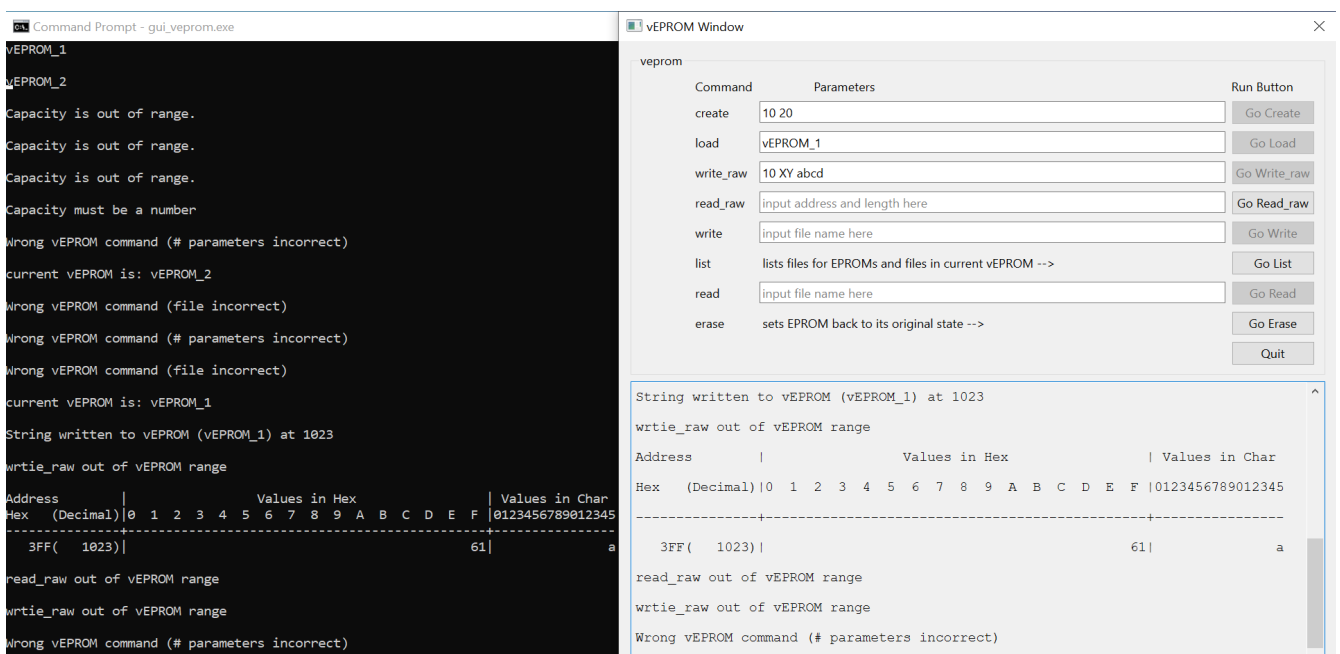 Command Prompt - gui_veprom.exe
vEPROM_1
vEPROM_2
Capacity is out of range.
Capacity is out of range.
Capacity is out of range.
Capacity must be a number
Wrong vEPROM command (# parameters incorrect)
current vEPROM is: vEPROM_2
Wrong vEPROM command (file incorrect)
Wrong vEPROM command (# parameters incorrect)
Wrong vEPROM command (file incorrect)
current vEPROM is: vEPROM_1
String written to vEPROM (vEPROM_1) at 1023
wrtie_raw out of vEPROM range
Address | Values in Hex | Values in Char
Hex (Decimal)|0 1 2 3 4 5 6 7 8 9 A B C D E F |0123456789012345
---------------+------------------------------------------------+----------------
3FF( 1023)| 61| a
read_raw out of vEPROM range
wrtie_raw out of vEPROM range
Wrong vEPROM command (# parameters incorrect)
vEPROM Window
veprom
Command Parameters Run Button
create 10 20 Go Create
load vEPROM_1 Go Load
write_raw 10 XY abcd Go Write_raw
read_raw input address and length here Go Read_raw
write input file name here Go Write
list lists files for EPROMs and files in current vEPROM --> Go List
read input file name here Go Read
erase sets EPROM back to its original state --> Go Erase
Quit
String written to vEPROM (vEPROM_1) at 1023
wrtie_raw out of vEPROM range
Address | Values in Hex | Values in Char
Hex (Decimal)|0 1 2 3 4 5 6 7 8 9 A B C D E F |0123456789012345
---------------+------------------------------------------------+----------------
3FF( 1023)| 61| a
read_raw out of vEPROM range
wrtie_raw out of vEPROM range
Wrong vEPROM command (# parameters incorrect)